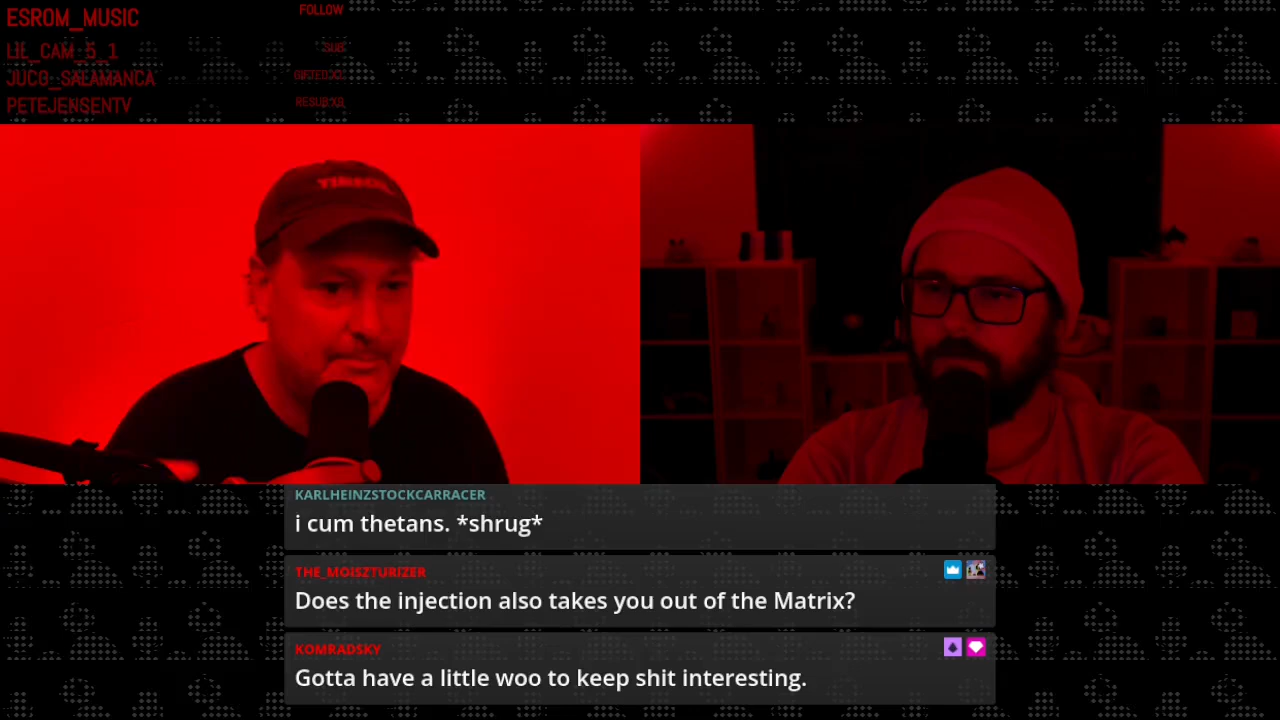 ESROM_MUSIC
FOLLOW
LIL_CAM_5_1
SUB
JUCO_SALAMANCA
PETEJENSENTV
KARLHEINZSTOCKCARRACER
i cum thetans. *shrug*
THE_MOISZTURIZER
Does the injection also takes you out of the Matrix?
KOMRADSKY
Gotta have a little woo to keep shit interesting.